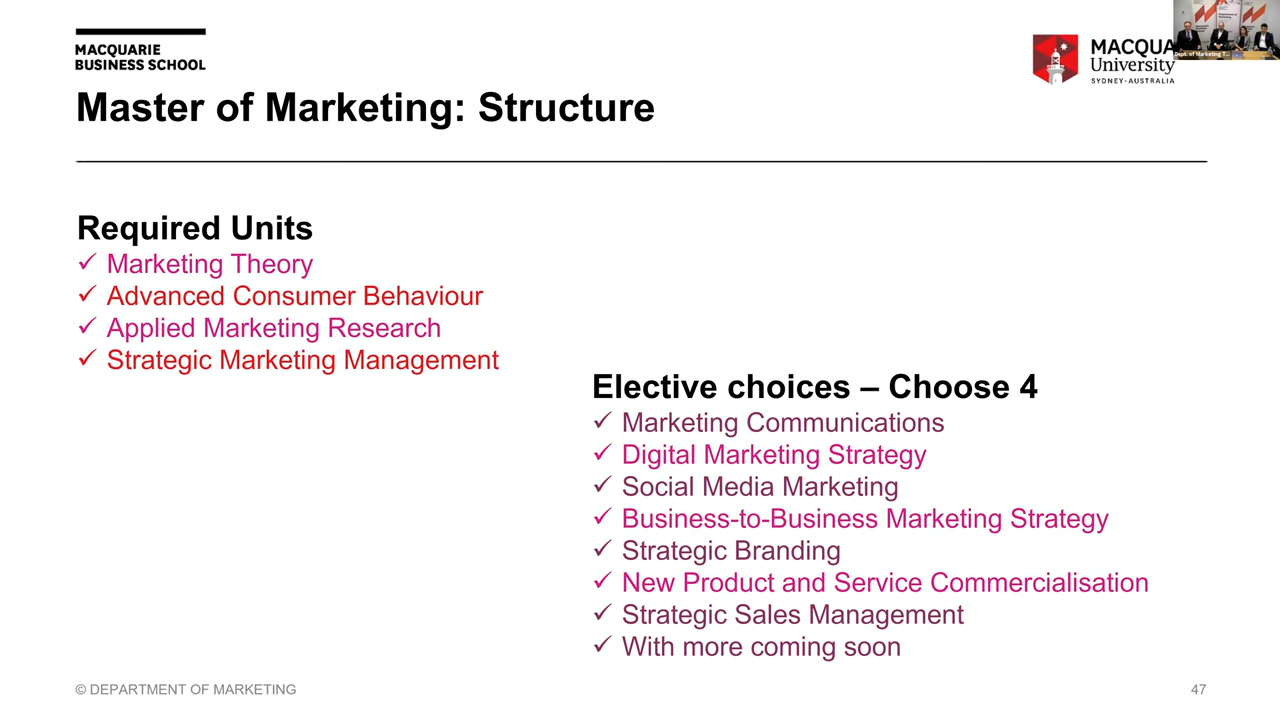 MACQUARIE
BUSINESS SCHOOL
MACQUA
University
SYDNEY·AUSTRALIA
Dept. of Marketing T...
Master of Marketing: Structure
Required Units
✓ Marketing Theory
✓ Advanced Consumer Behaviour
✓ Applied Marketing Research
✓ Strategic Marketing Management
Elective choices – Choose 4
✓ Marketing Communications
✓ Digital Marketing Strategy
✓ Social Media Marketing
✓ Business-to-Business Marketing Strategy
✓ Strategic Branding
✓ New Product and Service Commercialisation
✓ Strategic Sales Management
✓ With more coming soon
© DEPARTMENT OF MARKETING
47